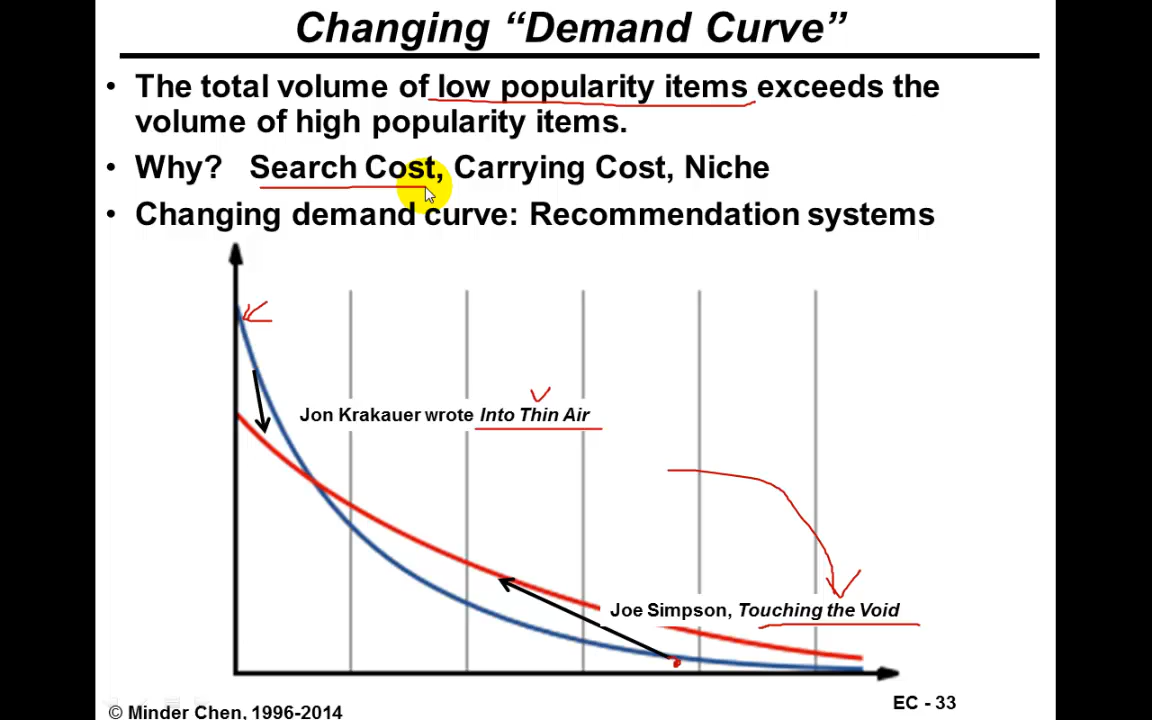 Changing “Demand Curve”
• The total volume of low popularity items exceeds the
volume of high popularity items.
• Why? Search Cost, Carrying Cost, Niche
• Changing demand curve: Recommendation systems
Jon Krakauer wrote Into Thin Air
Joe Simpson, Touching the Void
EC - 33
© Minder Chen, 1996-2014